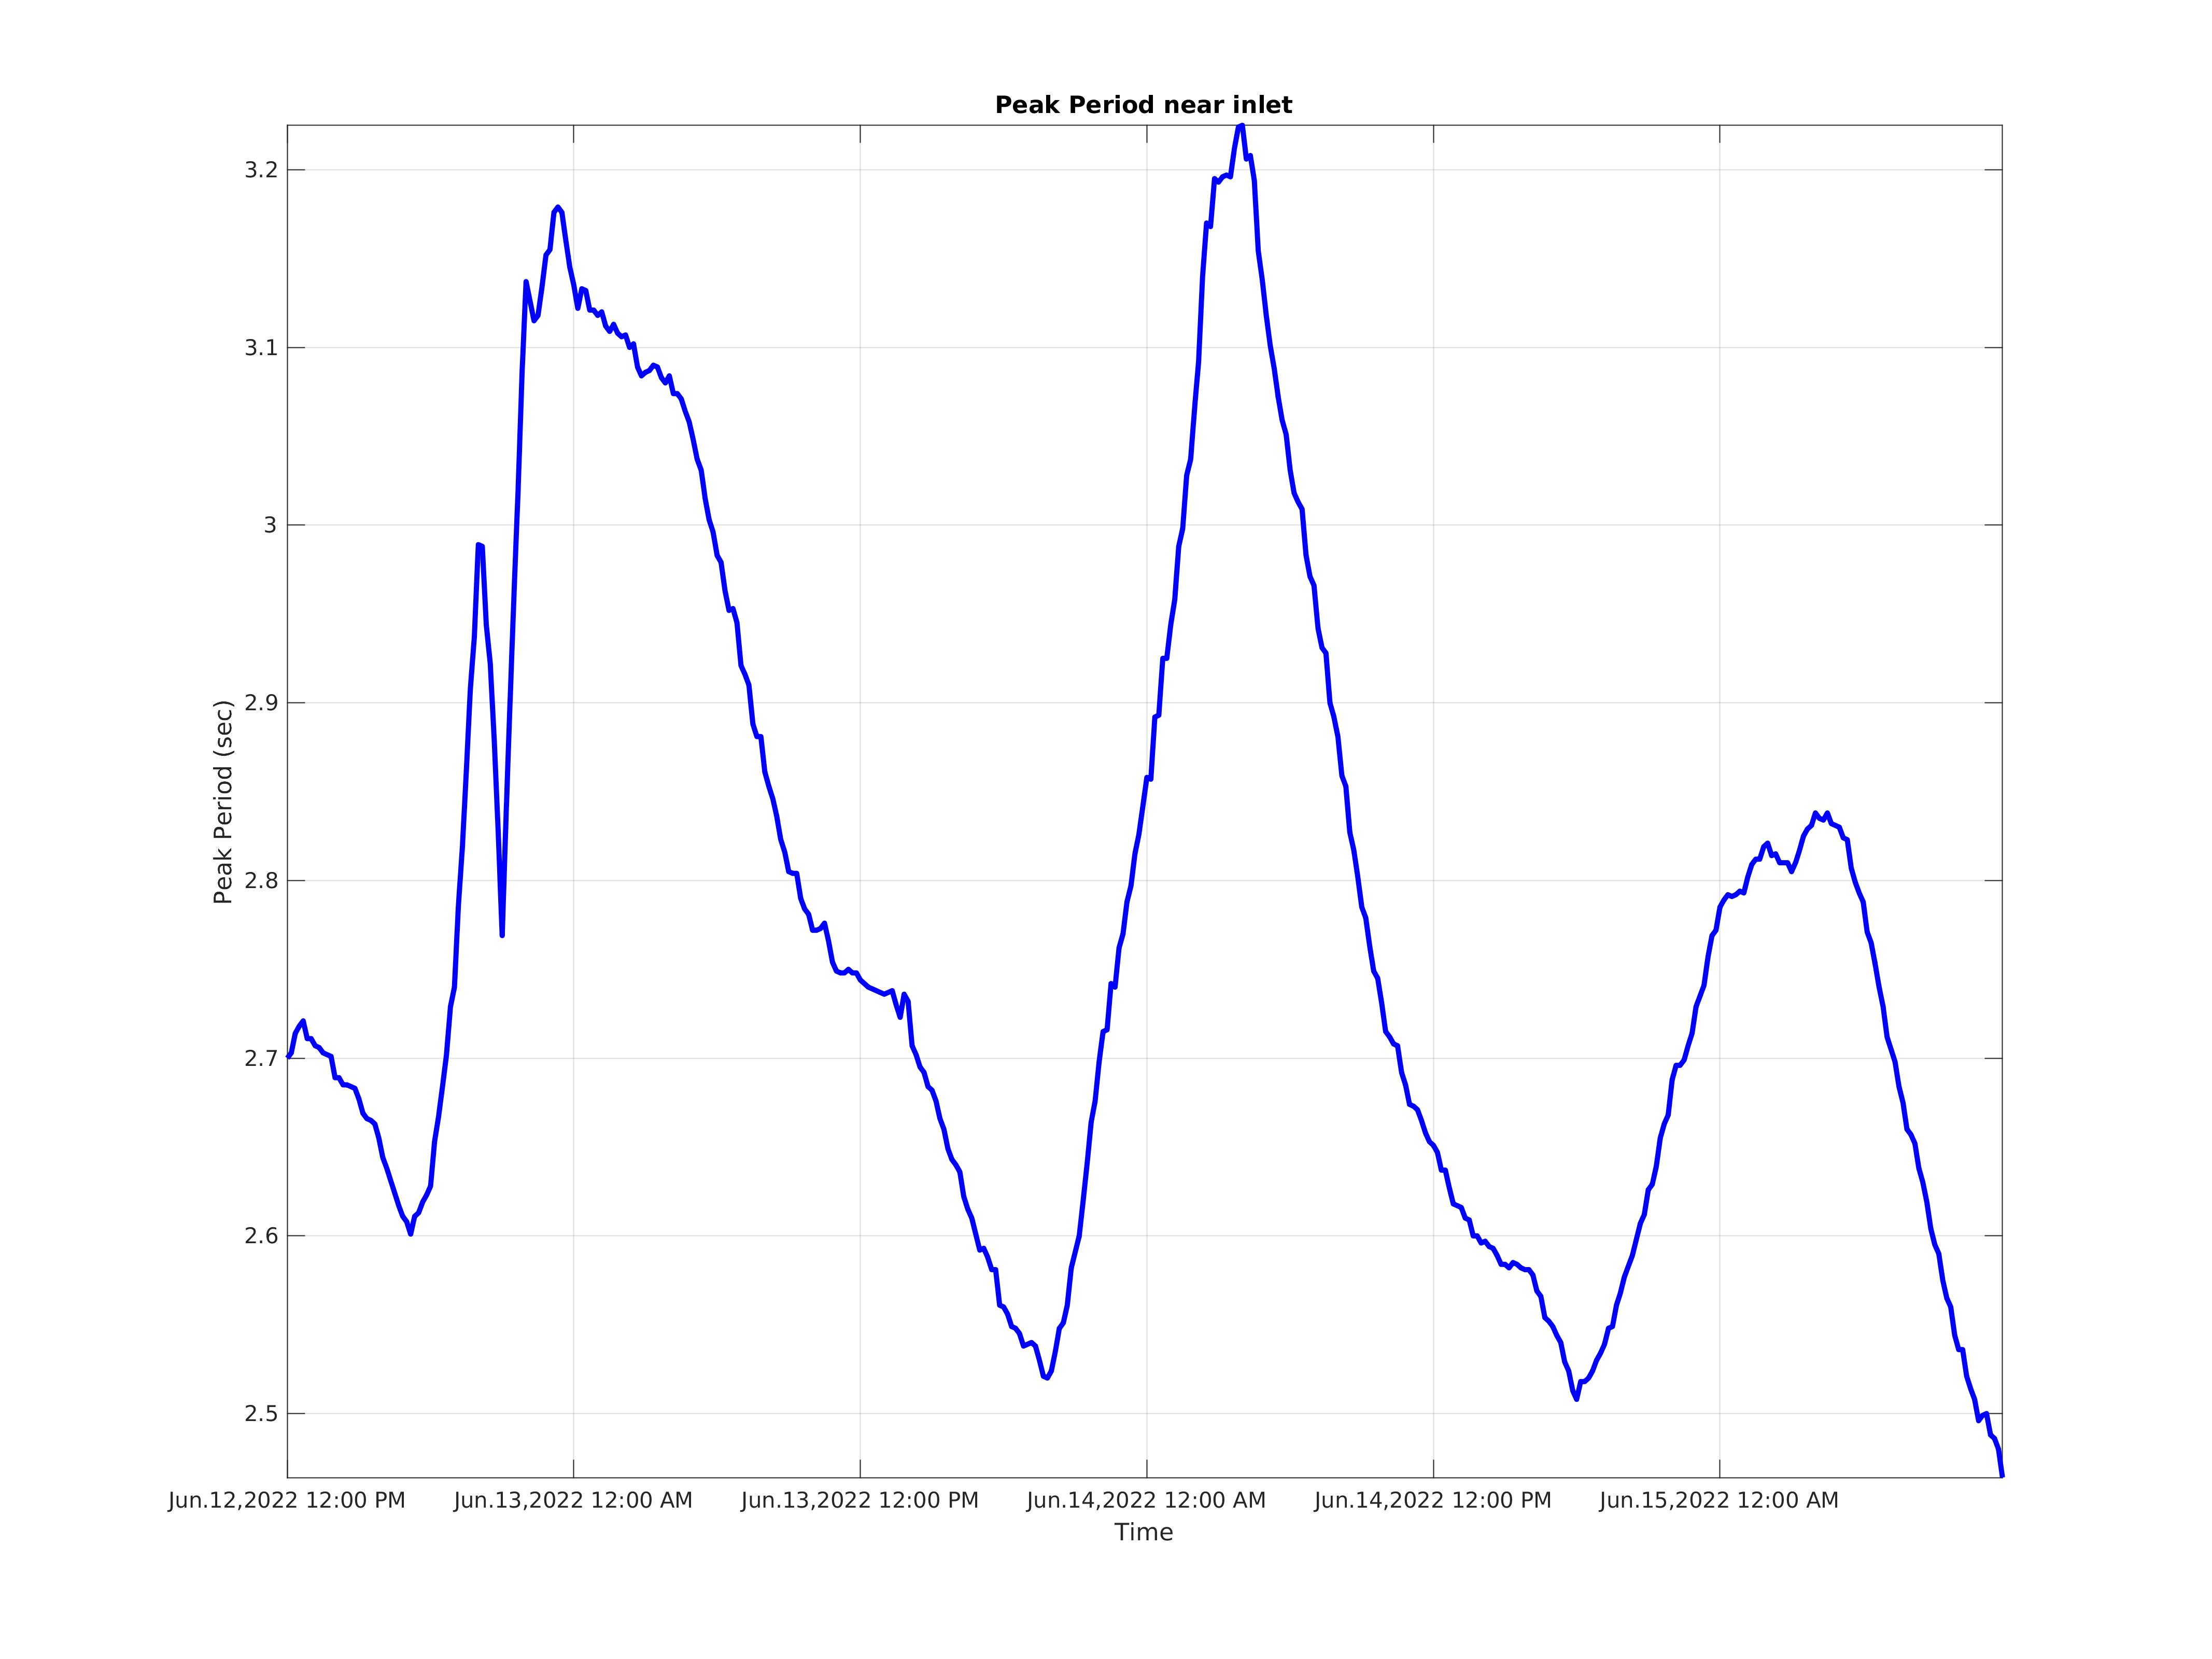 Peak Period near inlet
3.2
3.1
3
2.9
2.8
2.7
2.6
2.5
Peak Period (sec)
Jun.12,2022 12:00 PM Jun.13,2022 12:00 AM Jun.13,2022 12:00 PM Jun.14,2022 12:00 AM Jun.14,2022 12:00 PM Jun.15,2022 12:00 AM
Time